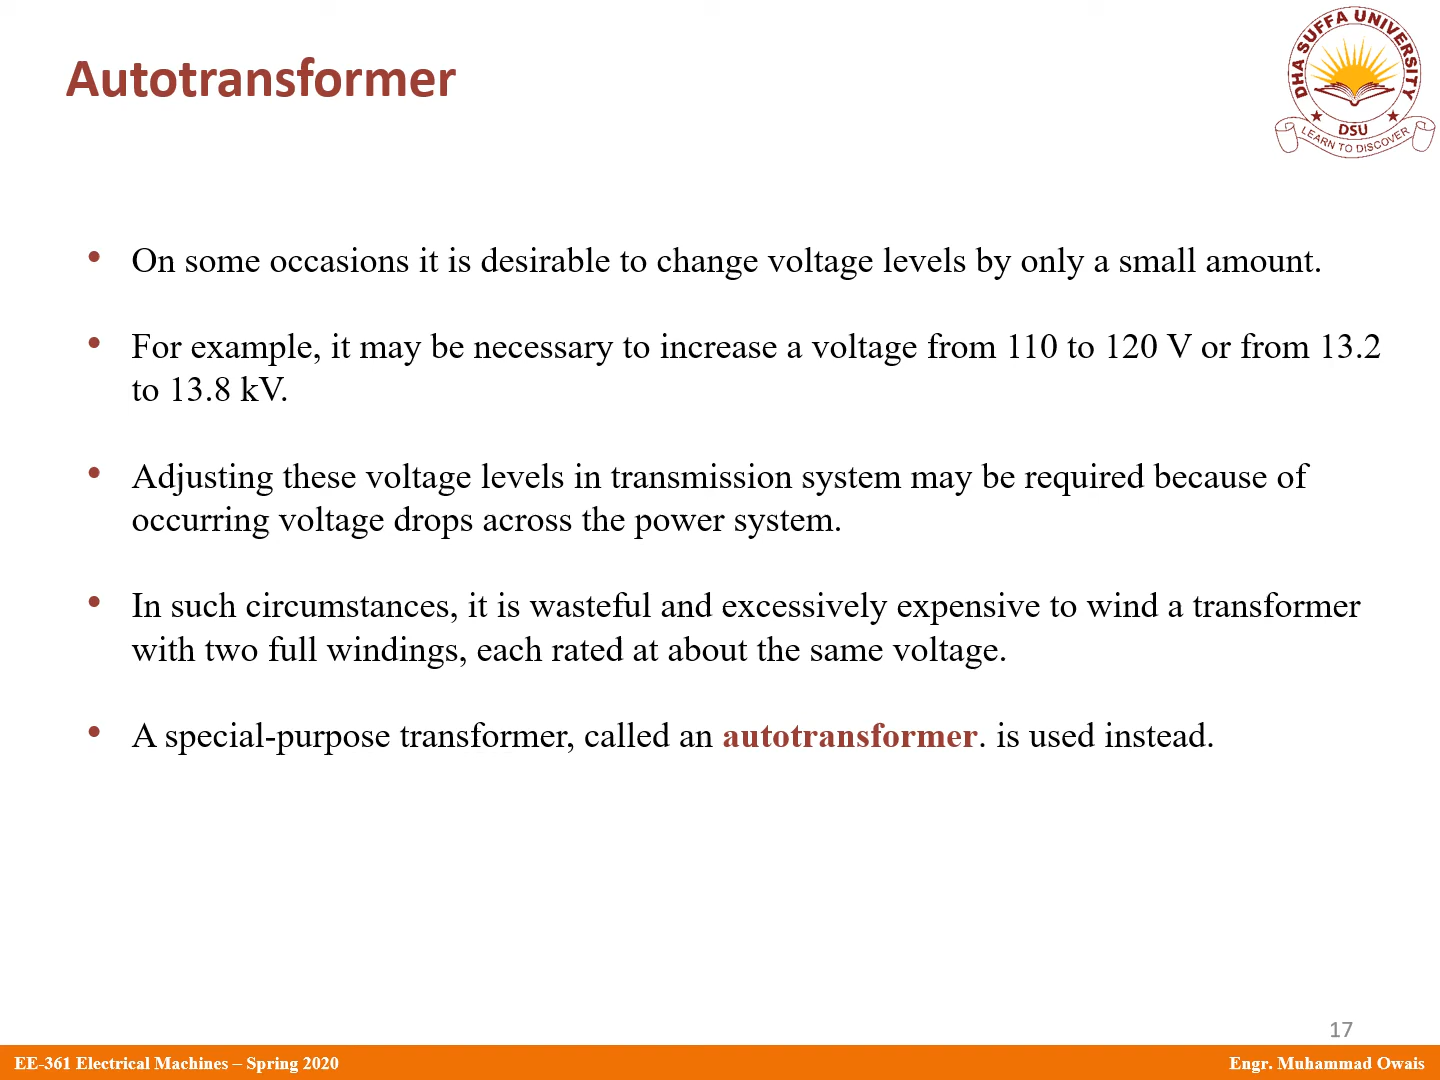 Autotransformer
DHA SUFFA UNIVERSITY
DSU
LEARN TO DISCOVER
• On some occasions it is desirable to change voltage levels by only a small amount.
• For example, it may be necessary to increase a voltage from 110 to 120 V or from 13.2
to 13.8 kV.
• Adjusting these voltage levels in transmission system may be required because of
occurring voltage drops across the power system.
• In such circumstances, it is wasteful and excessively expensive to wind a transformer
with two full windings, each rated at about the same voltage.
• A special-purpose transformer, called an autotransformer. is used instead.
17
EE-361 Electrical Machines – Spring 2020
Engr. Muhammad Owais